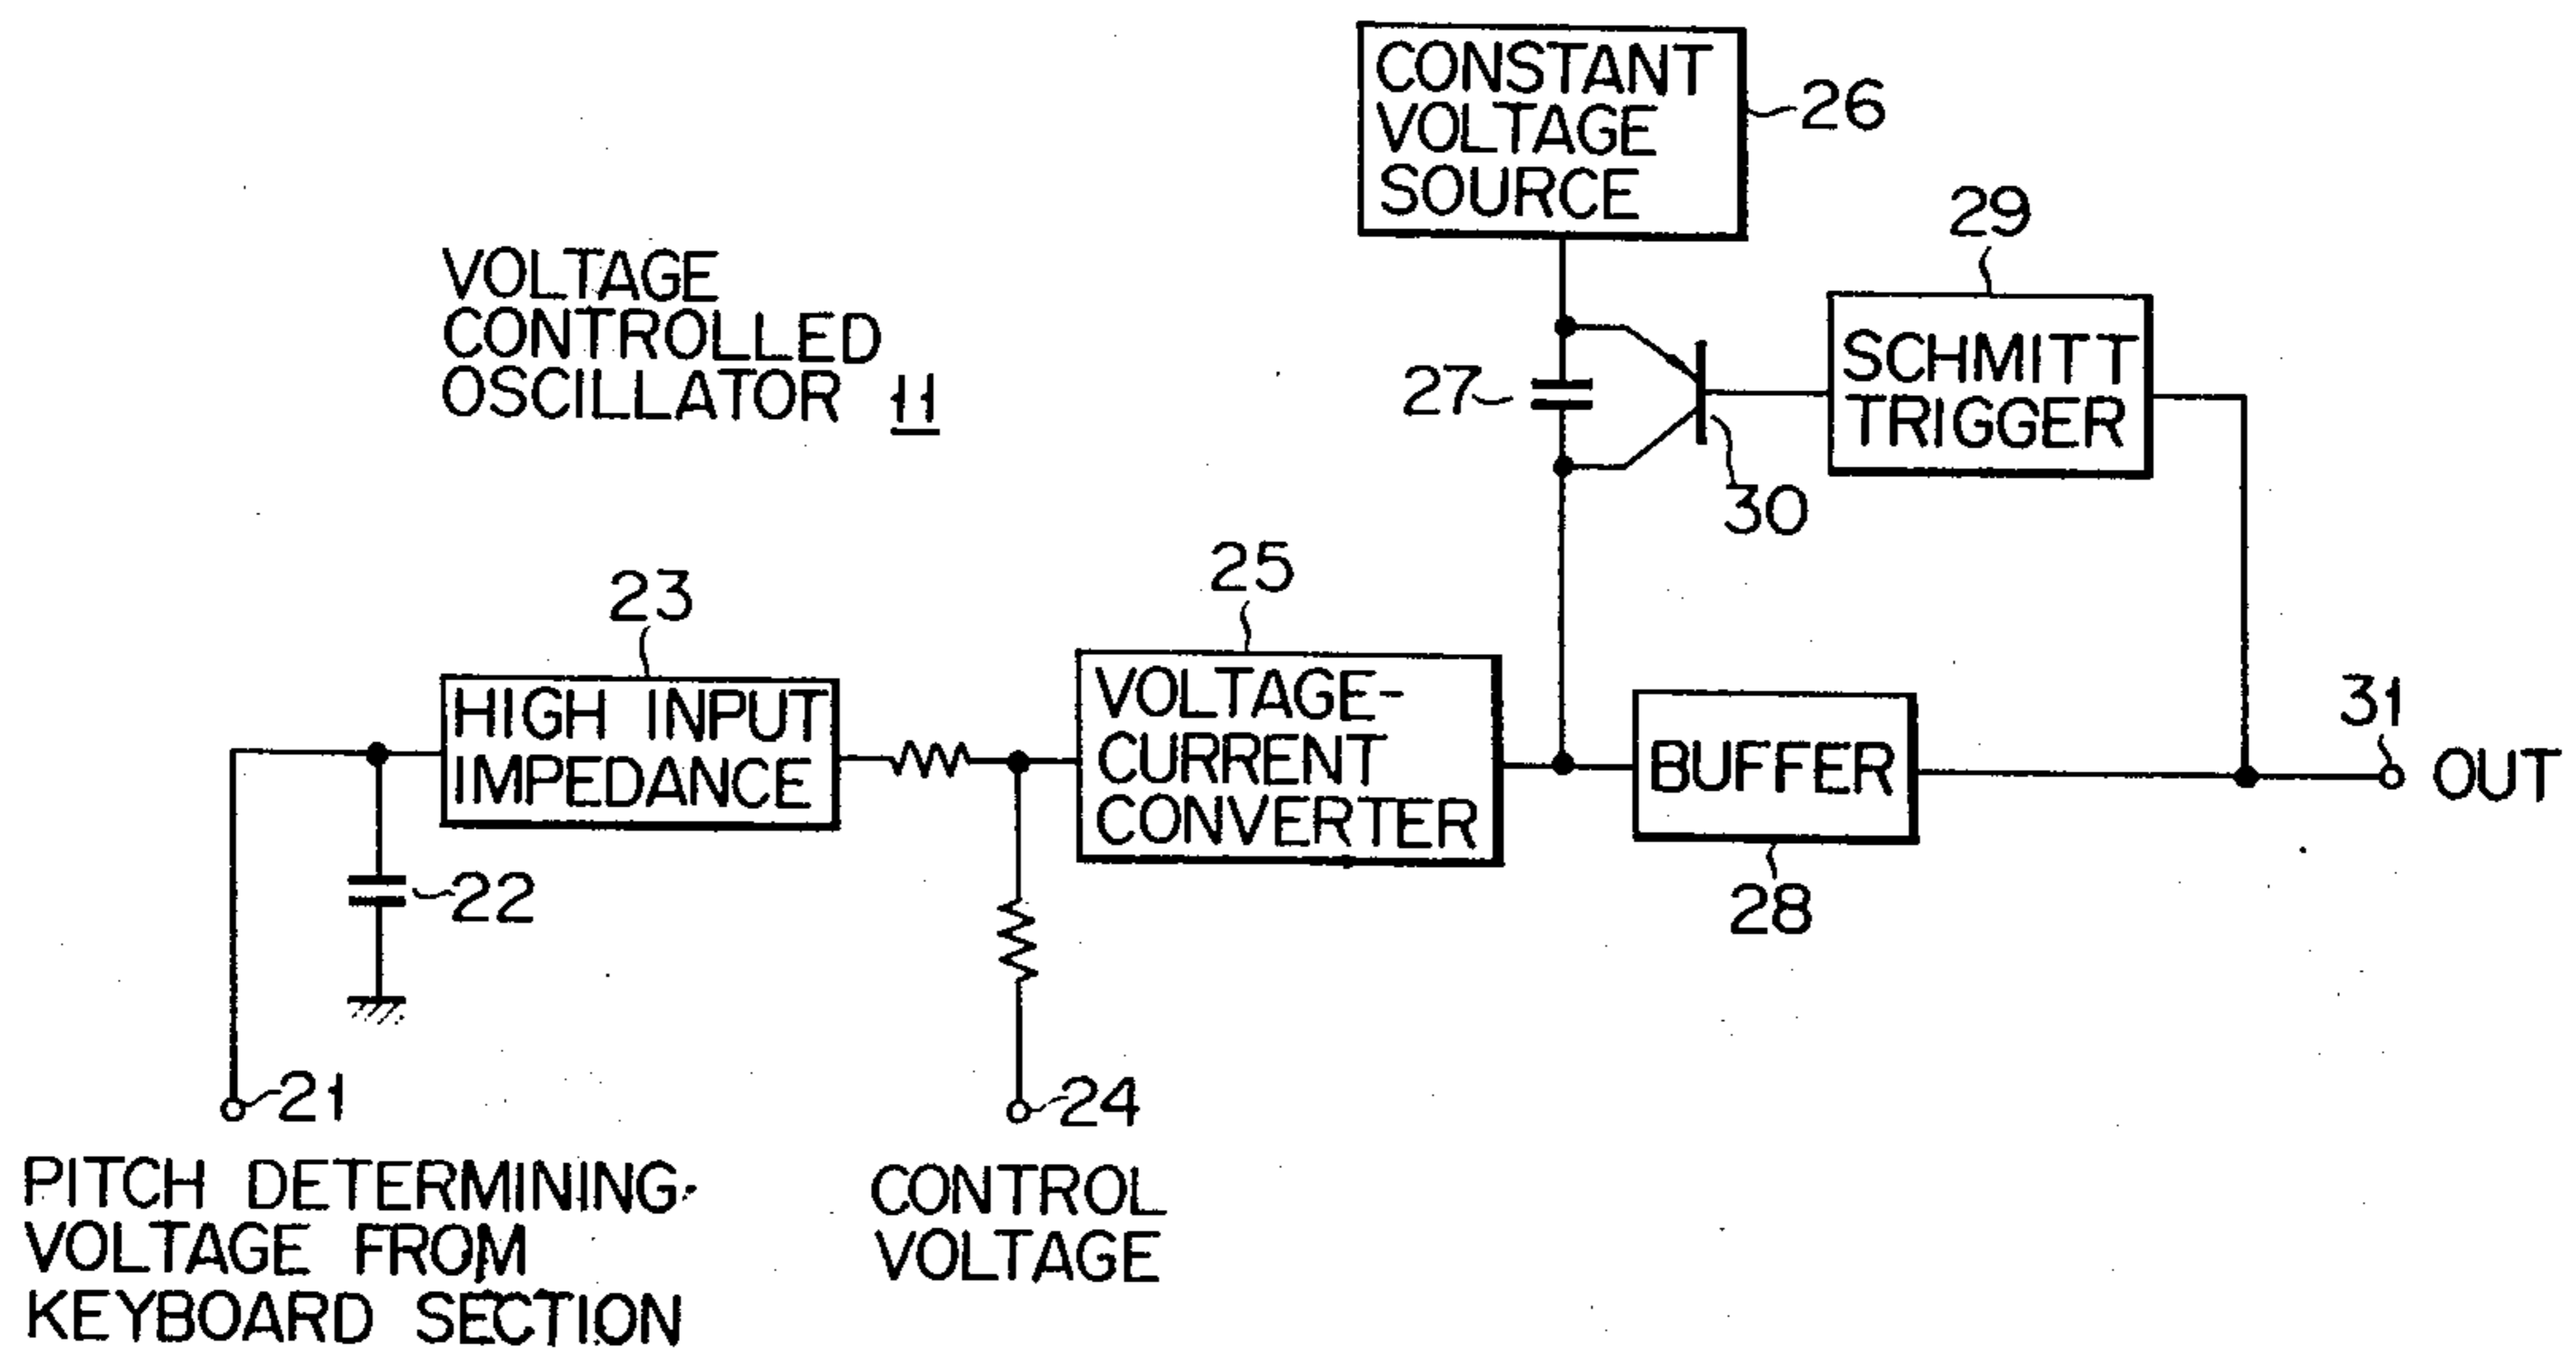 CONSTANT
VOLTAGE
SOURCE
26
29
VOLTAGE
CONTROLLED
OSCILLATOR 11
27
SCHMITT
TRIGGER
30
23
25
HIGH INPUT
IMPEDANCE
VOLTAGE-
CURRENT
CONVERTER
BUFFER
31
OUT
22
28
21
24
PITCH DETERMINING
VOLTAGE FROM
KEYBOARD SECTION
CONTROL
VOLTAGE